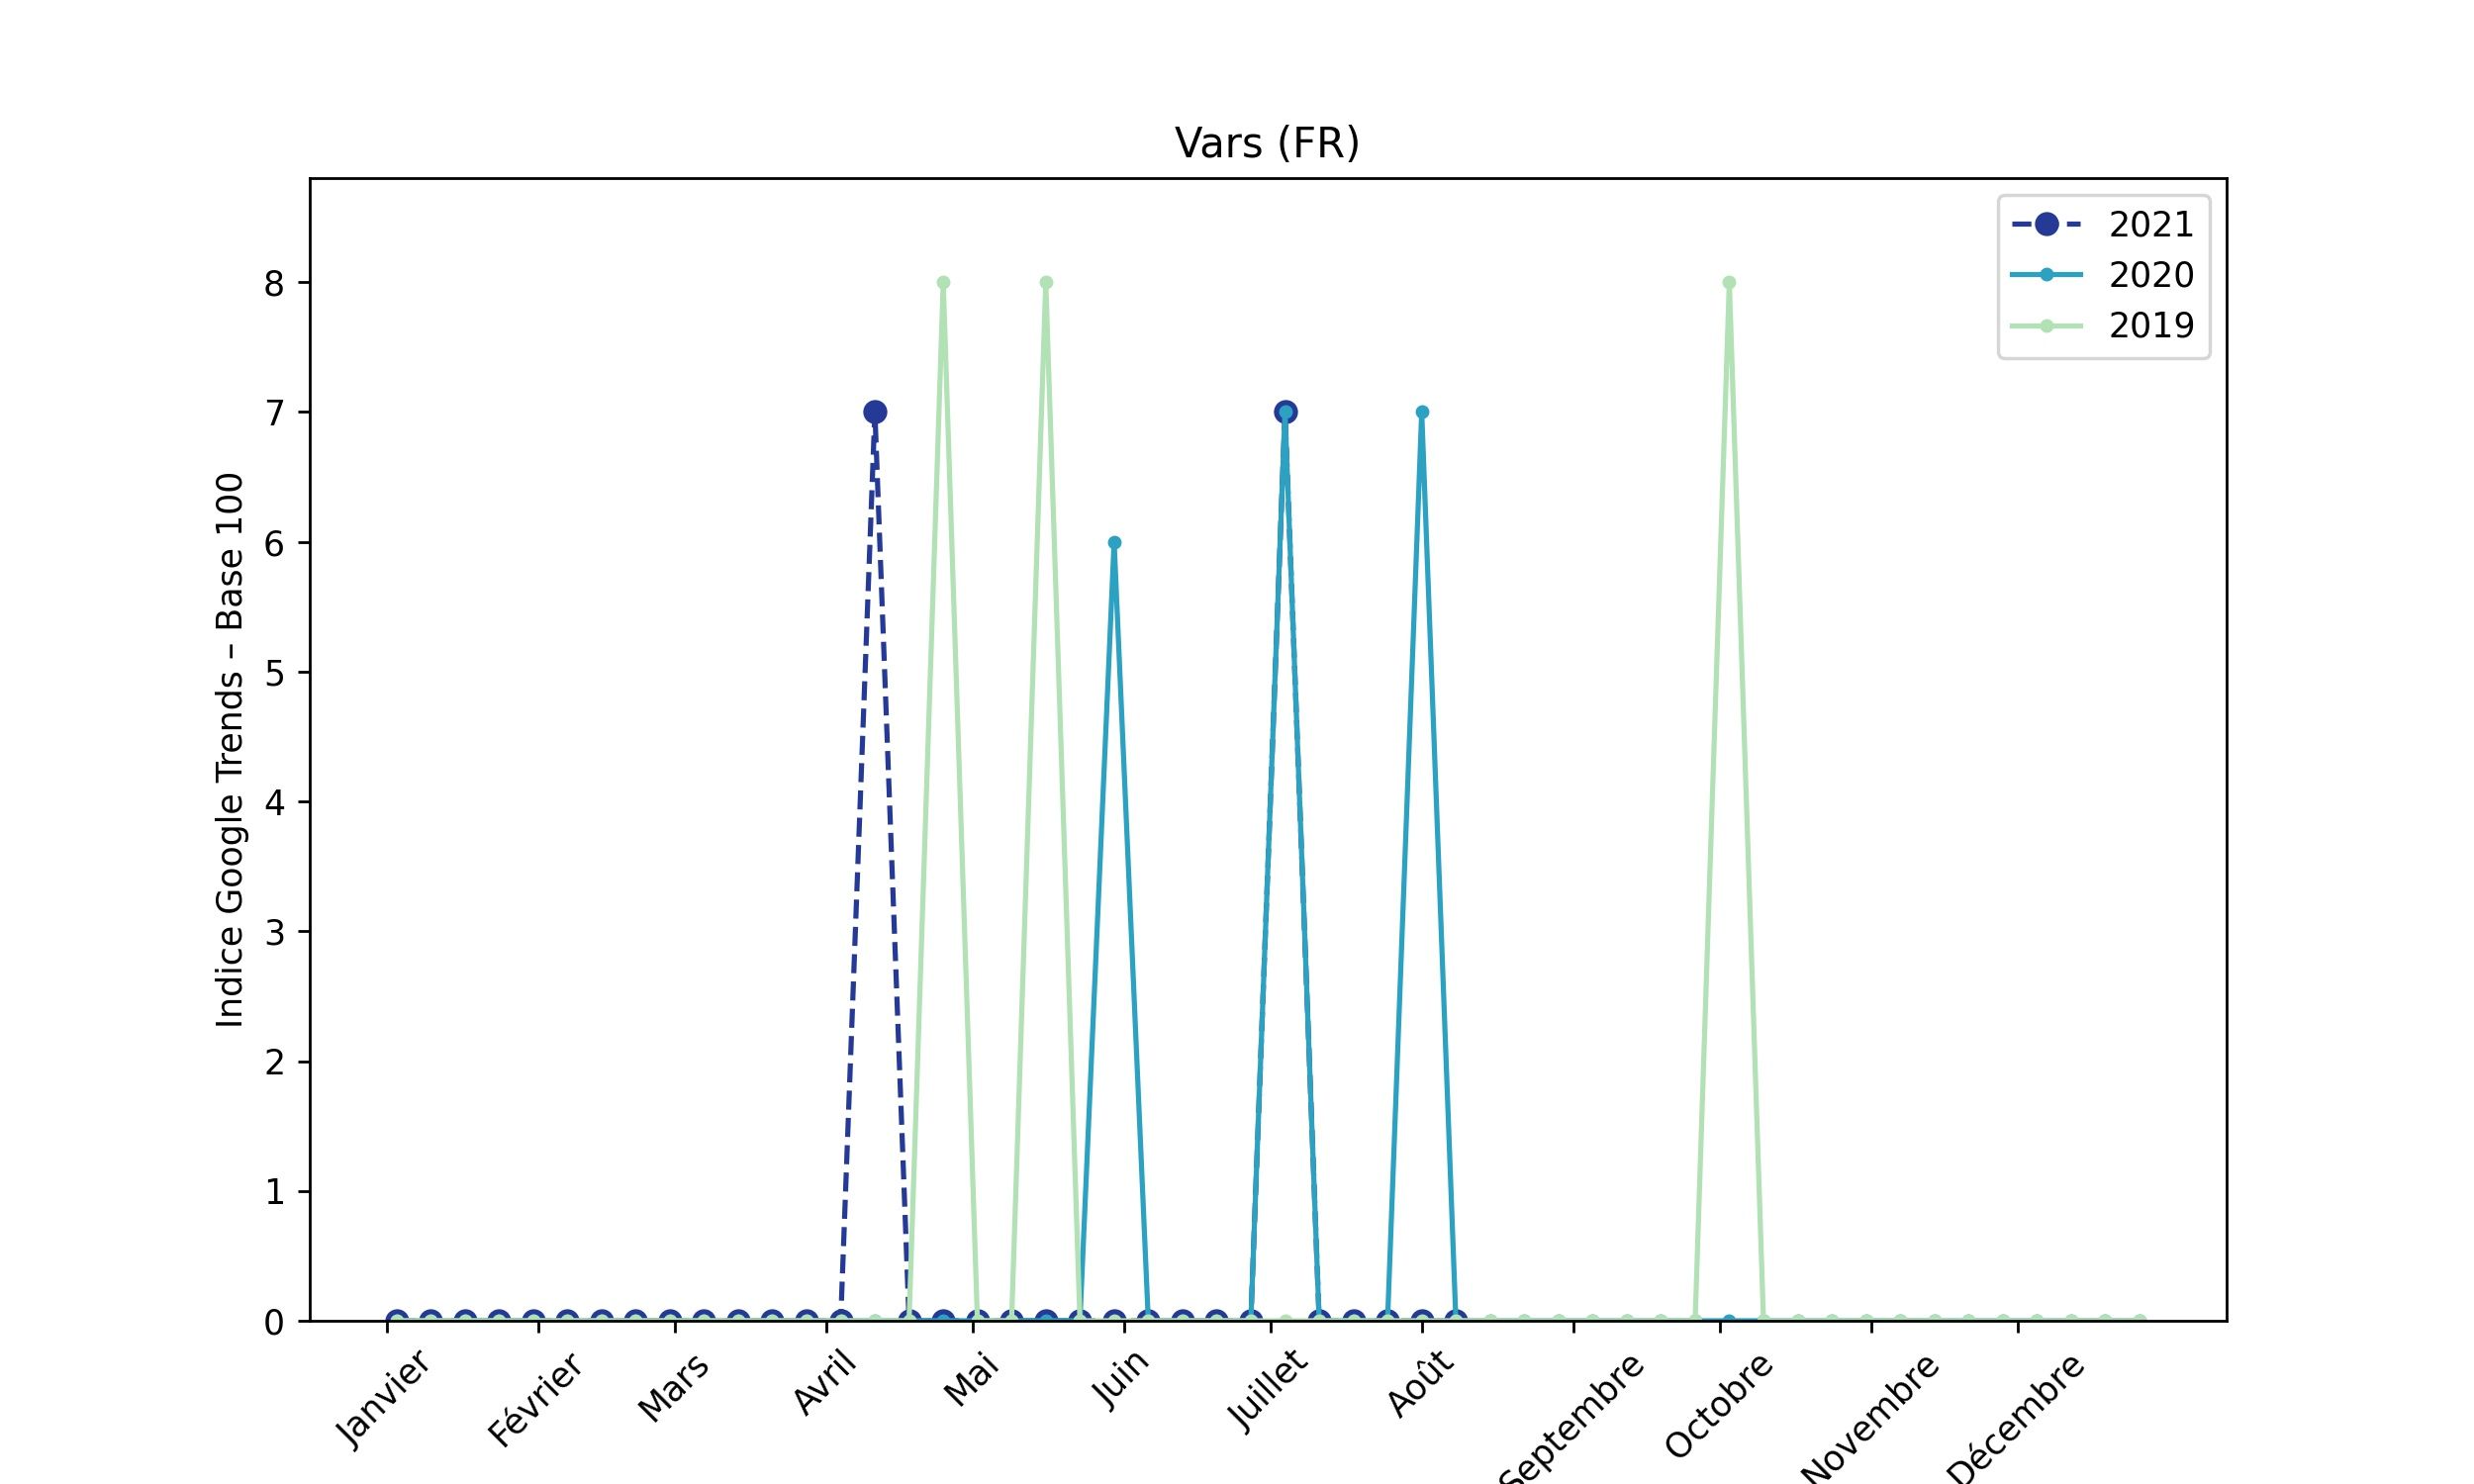 Vars (FR)
2021
2020
2019
Indice Google Trends – Base 100
8
7
6
5
4
3
2
1
0
Janvier
Février
Mars
Avril
Mai
Juin
Juillet
Août
Septembre
Octobre
Novembre
Décembre